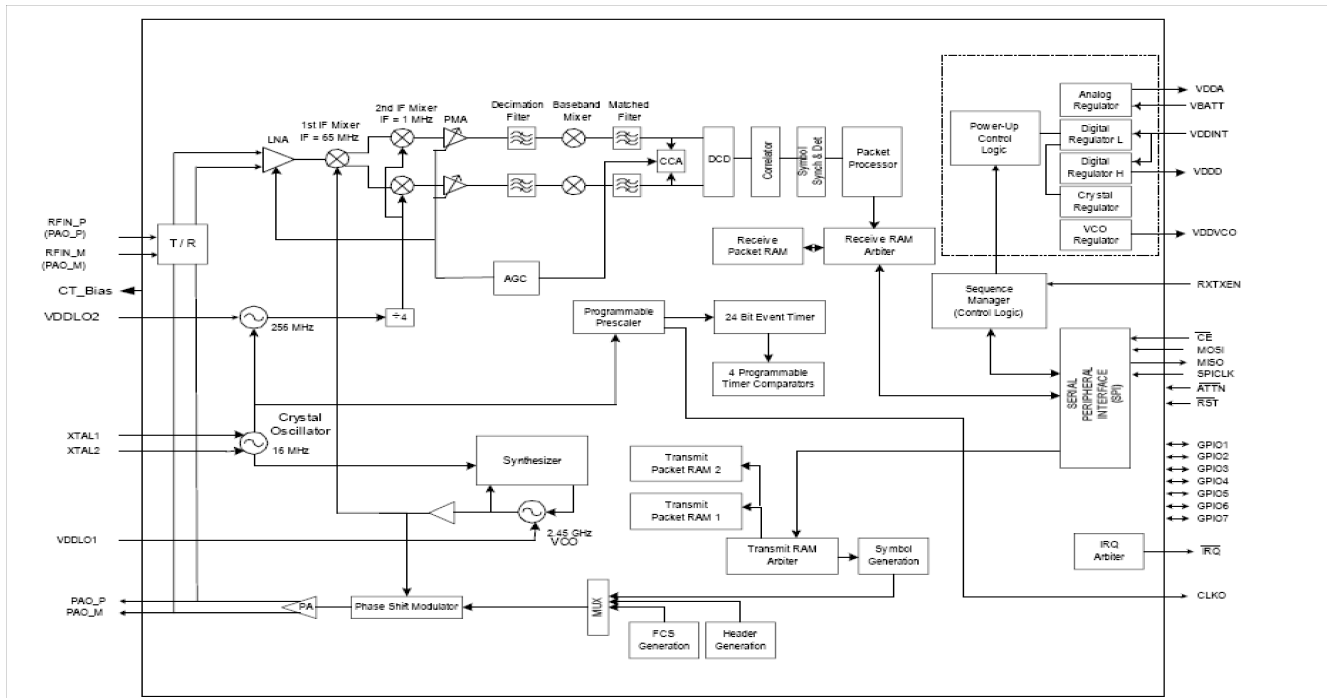 2nd IF Mixer
IF = 1 MHz
PMA
Decimation
Filter
Baseband
Mixer
Matched
Filter
1st IF Mixer
IF = 65 MHz
LNA
CCA
DCD
Correlator
Symbol
Synch & Det
Packet
Processor
Power-Up
Control
Logic
Analog
Regulator
Digital
Regulator L
Digital
Regulator H
Crystal
Regulator
VCO
Regulator
VDDA
VBATT
VDDINT
VDDD
VDDVCO
RFIN_P
(PAO_P)
RFIN_M
(PAO_M)
T / R
CT_Bias
VDDLO2
256 MHz
÷4
AGC
Receive
Packet RAM
Receive RAM
Arbiter
Sequence
Manager
(Control Logic)
RXTXEN
Programmable
Prescaler
24 Bit Event Timer
4 Programmable
Timer Comparators
SERIAL
PERIPHERAL
INTERFACE
(SPI)
CE
MOSI
MISO
SPICLK
ATTN
RST
XTAL1
XTAL2
Crystal
Oscillator
16 MHz
Synthesizer
2.45 GHz
VCO
VDDLO1
Transmit
Packet RAM 2
Transmit
Packet RAM 1
Transmit RAM
Arbiter
Symbol
Generation
GPIO1
GPIO2
GPIO3
GPIO4
GPIO5
GPIO6
GPIO7
IRQ
Arbiter
IRQ
PAO_P
PAO_M
PA
Phase Shift Modulator
MUX
FCS
Generation
Header
Generation
CLKO